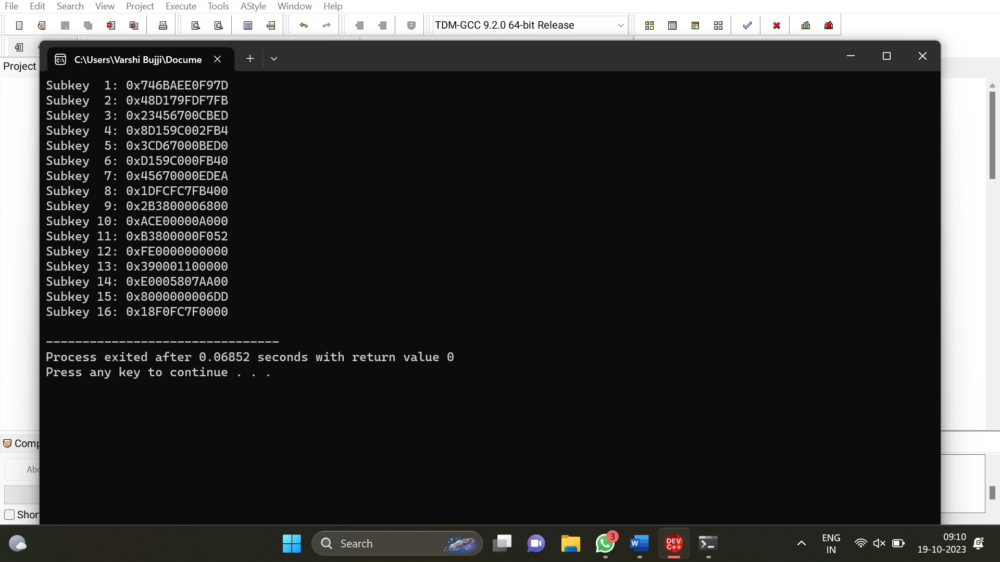 File Edit Search View Project Execute Tools AStyle Window Help
TDM-GCC 9.2.0 64-bit Release
Project
C:\Users\Varshi Bujji\Docume
Subkey  1: 0x746BAEE0F97D
Subkey  2: 0x48D179FDF7FB
Subkey  3: 0x23456700CBED
Subkey  4: 0x8D159C002FB4
Subkey  5: 0x3CD67000BED0
Subkey  6: 0xD159C000FB40
Subkey  7: 0x45670000EDEA
Subkey  8: 0x1DFCFC7FB400
Subkey  9: 0x2B3800006800
Subkey 10: 0xACE00000A000
Subkey 11: 0xB3800000F052
Subkey 12: 0xFE0000000000
Subkey 13: 0x390001100000
Subkey 14: 0xE0005807AA00
Subkey 15: 0x8000000006DD
Subkey 16: 0x18F0FC7F0000
--------------------------------
Process exited after 0.06852 seconds with return value 0
Press any key to continue . . .
Comp
Abo
Shor
Search
3
W
DEV C++
ENG
IN
09:10
19-10-2023